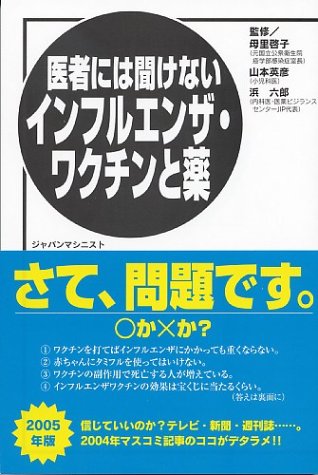 監修／
母里啓子
(元国立公衆衛生院
疫学部感染症室長)
山本英彦
(小児科医)
浜　六郎
(内科医・医薬ビジランス
センターJIP代表)
医者には聞けない
インフルエンザ・
ワクチンと薬
ジャパンマシニスト
さて、問題です。
○か×か?
① ワクチンを打てばインフルエンザにかかっても重くならない。
② 赤ちゃんにタミフルを使ってはいけない。
③ ワクチンの副作用で死亡する人が増えている。
④ インフルエンザワクチンの効果は宝くじに当たるくらい。
(答えは裏面に)
2005
年版
信じていいのか?テレビ・新聞・週刊誌……。
2004年マスコミ記事のココがデタラメ!!